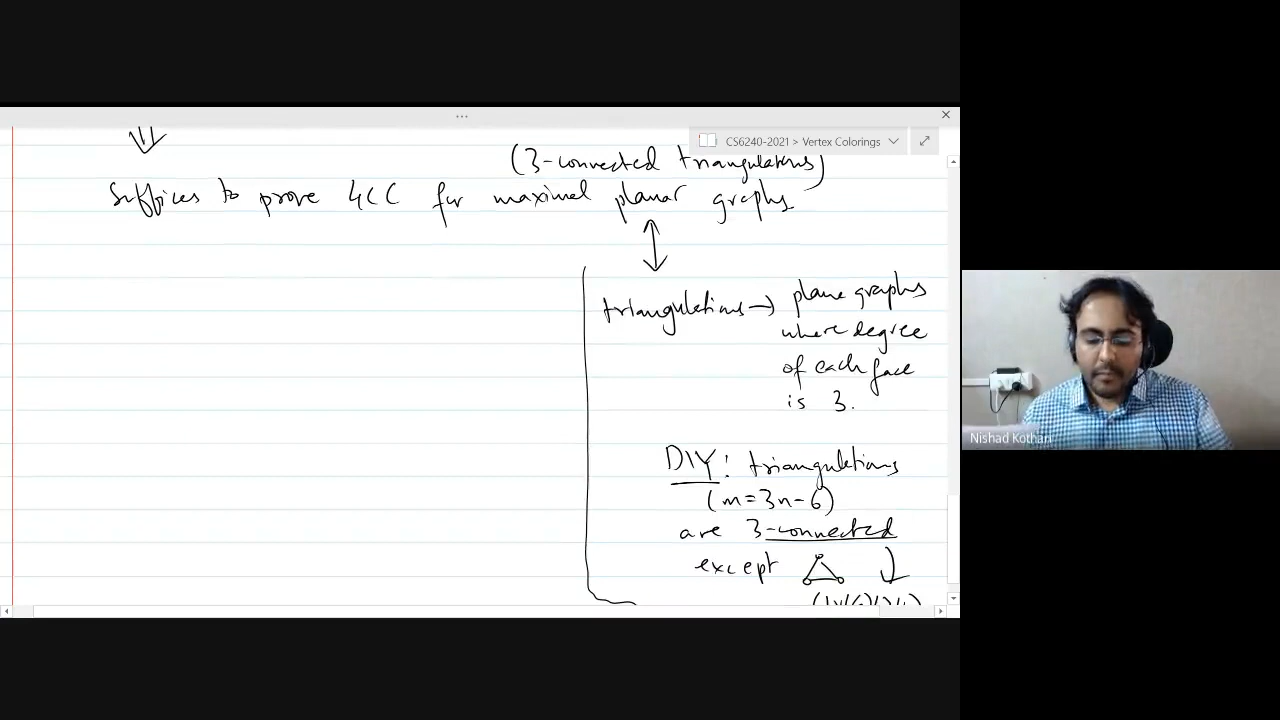 CS6240-2021 > Vertex Colorings
(3-connected triangulations)
Suffices to prove 4CC for maximal planar graphs
triangulations → plane graphs
where degree
of each face
is 3.
DIY: triangulations
(m=3n-6)
are 3-connected
except
Nishad Kothari